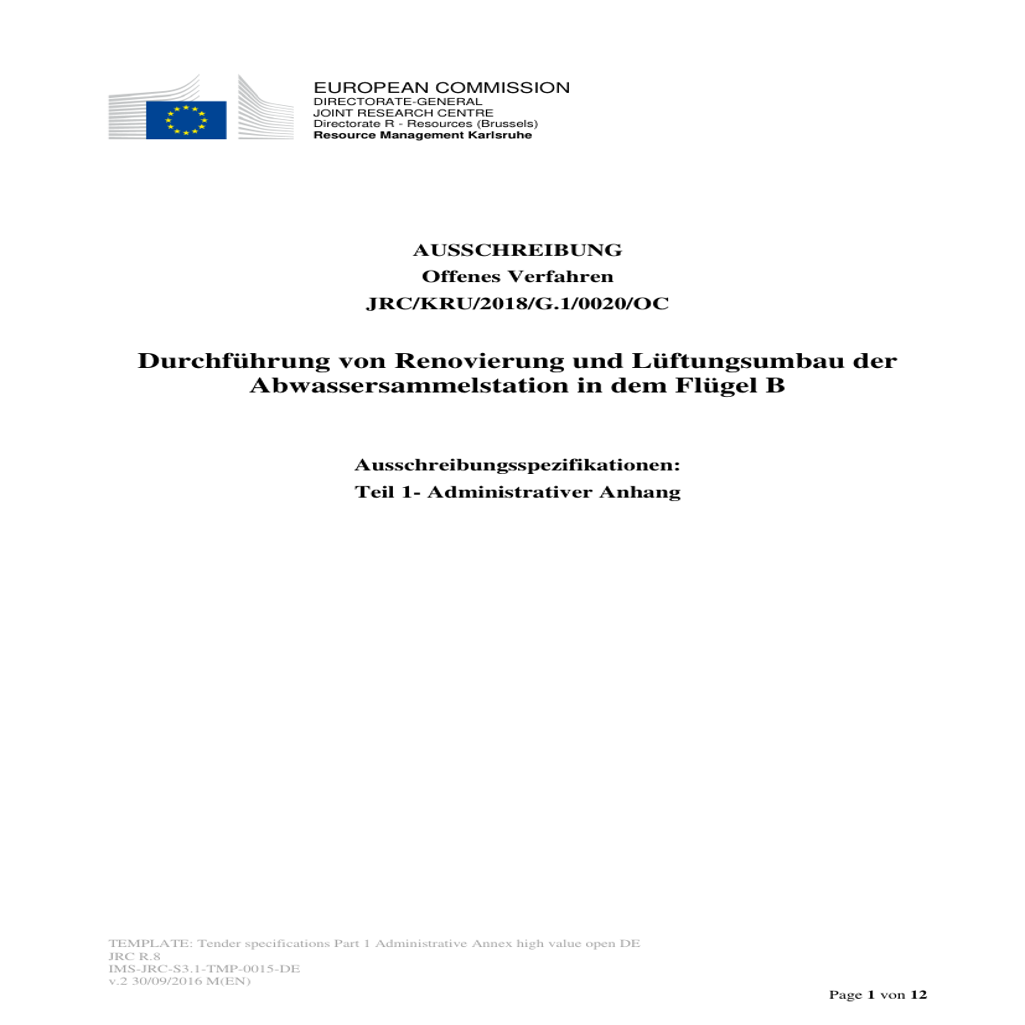 EUROPEAN COMMISSION
DIRECTORATE-GENERAL
JOINT RESEARCH CENTRE
Directorate R - Resources (Brussels)
Resource Management Karlsruhe
AUSSCHREIBUNG
Offenes Verfahren
JRC/KRU/2018/G.1/0020/OC
Durchführung von Renovierung und Lüftungsumbau der
Abwassersammelstation in dem Flügel B
Ausschreibungsspezifikationen:
Teil 1- Administrativer Anhang
TEMPLATE: Tender specifications Part 1 Administrative Annex high value open DE
JRC R.8
IMS-JRC-S3.1-TMP-0015-DE
v.2 30/09/2016 M(EN)
Page 1 von 12